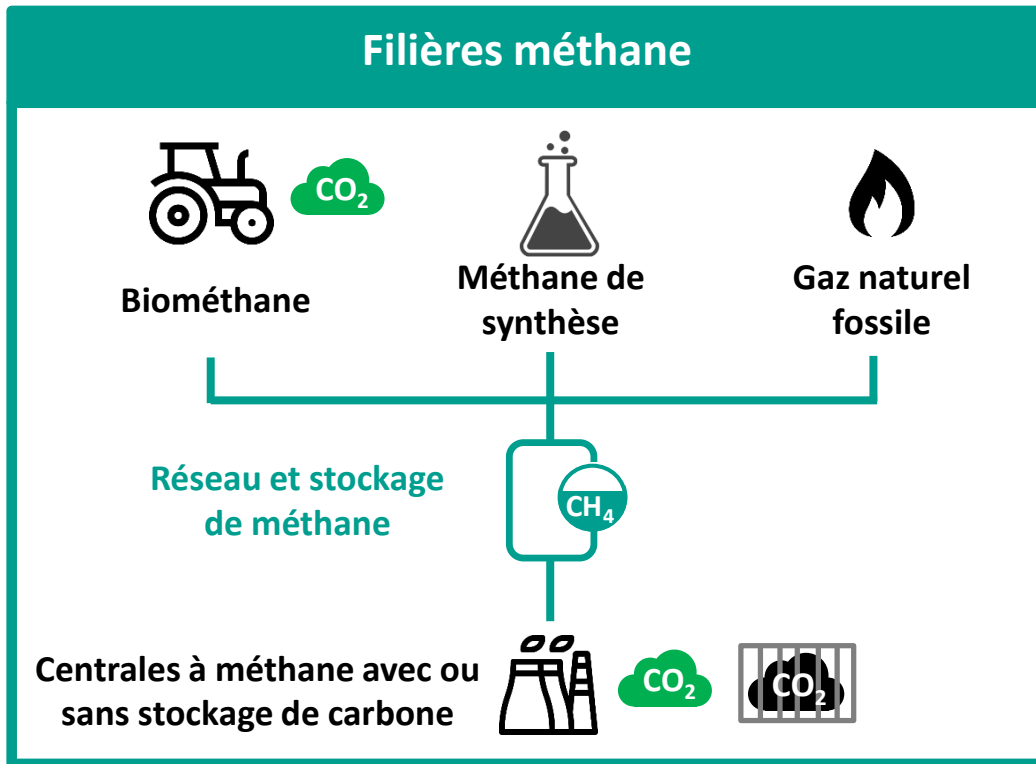 Filières méthane
CO₂
Biométhane
Méthane de
synthèse
Gaz naturel
fossile
Réseau et stockage
de méthane
CH₄
Centrales à méthane avec ou
sans stockage de carbone
CO₂
CO₂